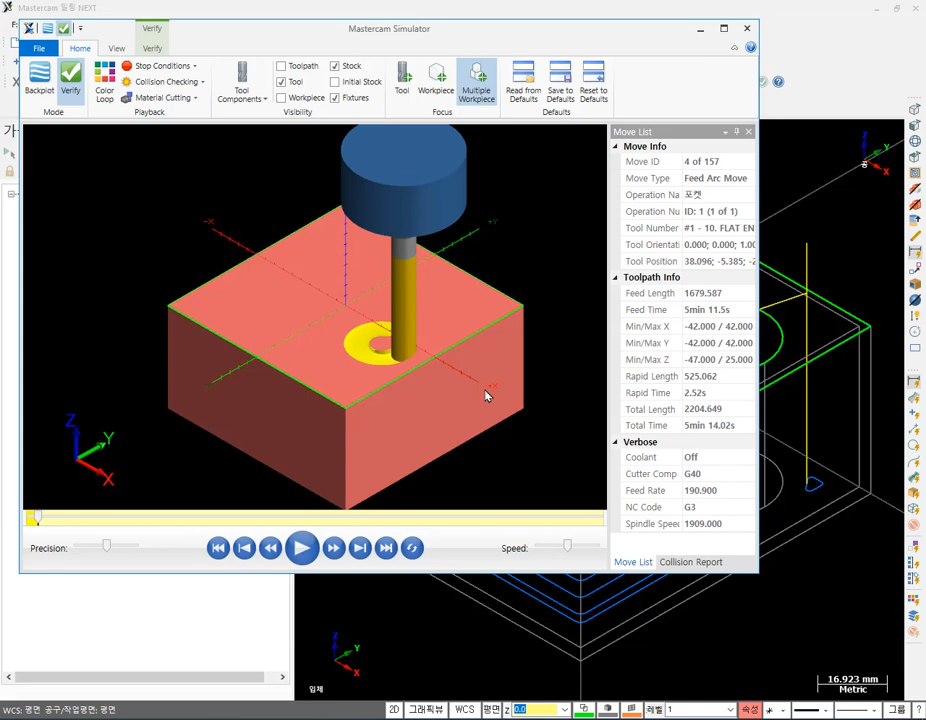 Mastercam 밀링 NEXT
Verify
Mastercam Simulator
File
Home
View
Verify
Backplot
Verify
Mode
Color Loop
Stop Conditions
Collision Checking
Material Cutting
Playback
Tool Components
Toolpath
Tool
Workpiece
Stock
Initial Stock
Fixtures
Visibility
Tool
Workpiece
Multiple Workpiece
Focus
Read from Defaults
Save to Defaults
Reset to Defaults
Defaults
Move List
Move Info
Move ID 4 of 157
Move Type Feed Arc Move
Operation Na 포켓
Operation Nu ID: 1 (1 of 1)
Tool Number #1 - 10. FLAT EN
Tool Orientati 0.000; 0.000; 1.00
Tool Position 38.096; -5.385; -2
Toolpath Info
Feed Length 1679.587
Feed Time 5min 11.5s
Min/Max X -42.000 / 42.000
Min/Max Y -42.000 / 42.000
Min/Max Z -47.000 / 25.000
Rapid Length 525.062
Rapid Time 2.52s
Total Length 2204.649
Total Time 5min 14.02s
Verbose
Coolant Off
Cutter Comp G40
Feed Rate 190.900
NC Code G3
Spindle Speed 1909.000
Move List
Collision Report
-X
+Y
+X
Z
Y
X
Precision:
Speed:
Z
Y
X
Z
Y
X
입체
16.923 mm
Metric
WCS: 평면 공구/작업평면: 평면
2D
그래픽뷰
WCS
평면
z
0.0
레벨
1
속성
그룹
?